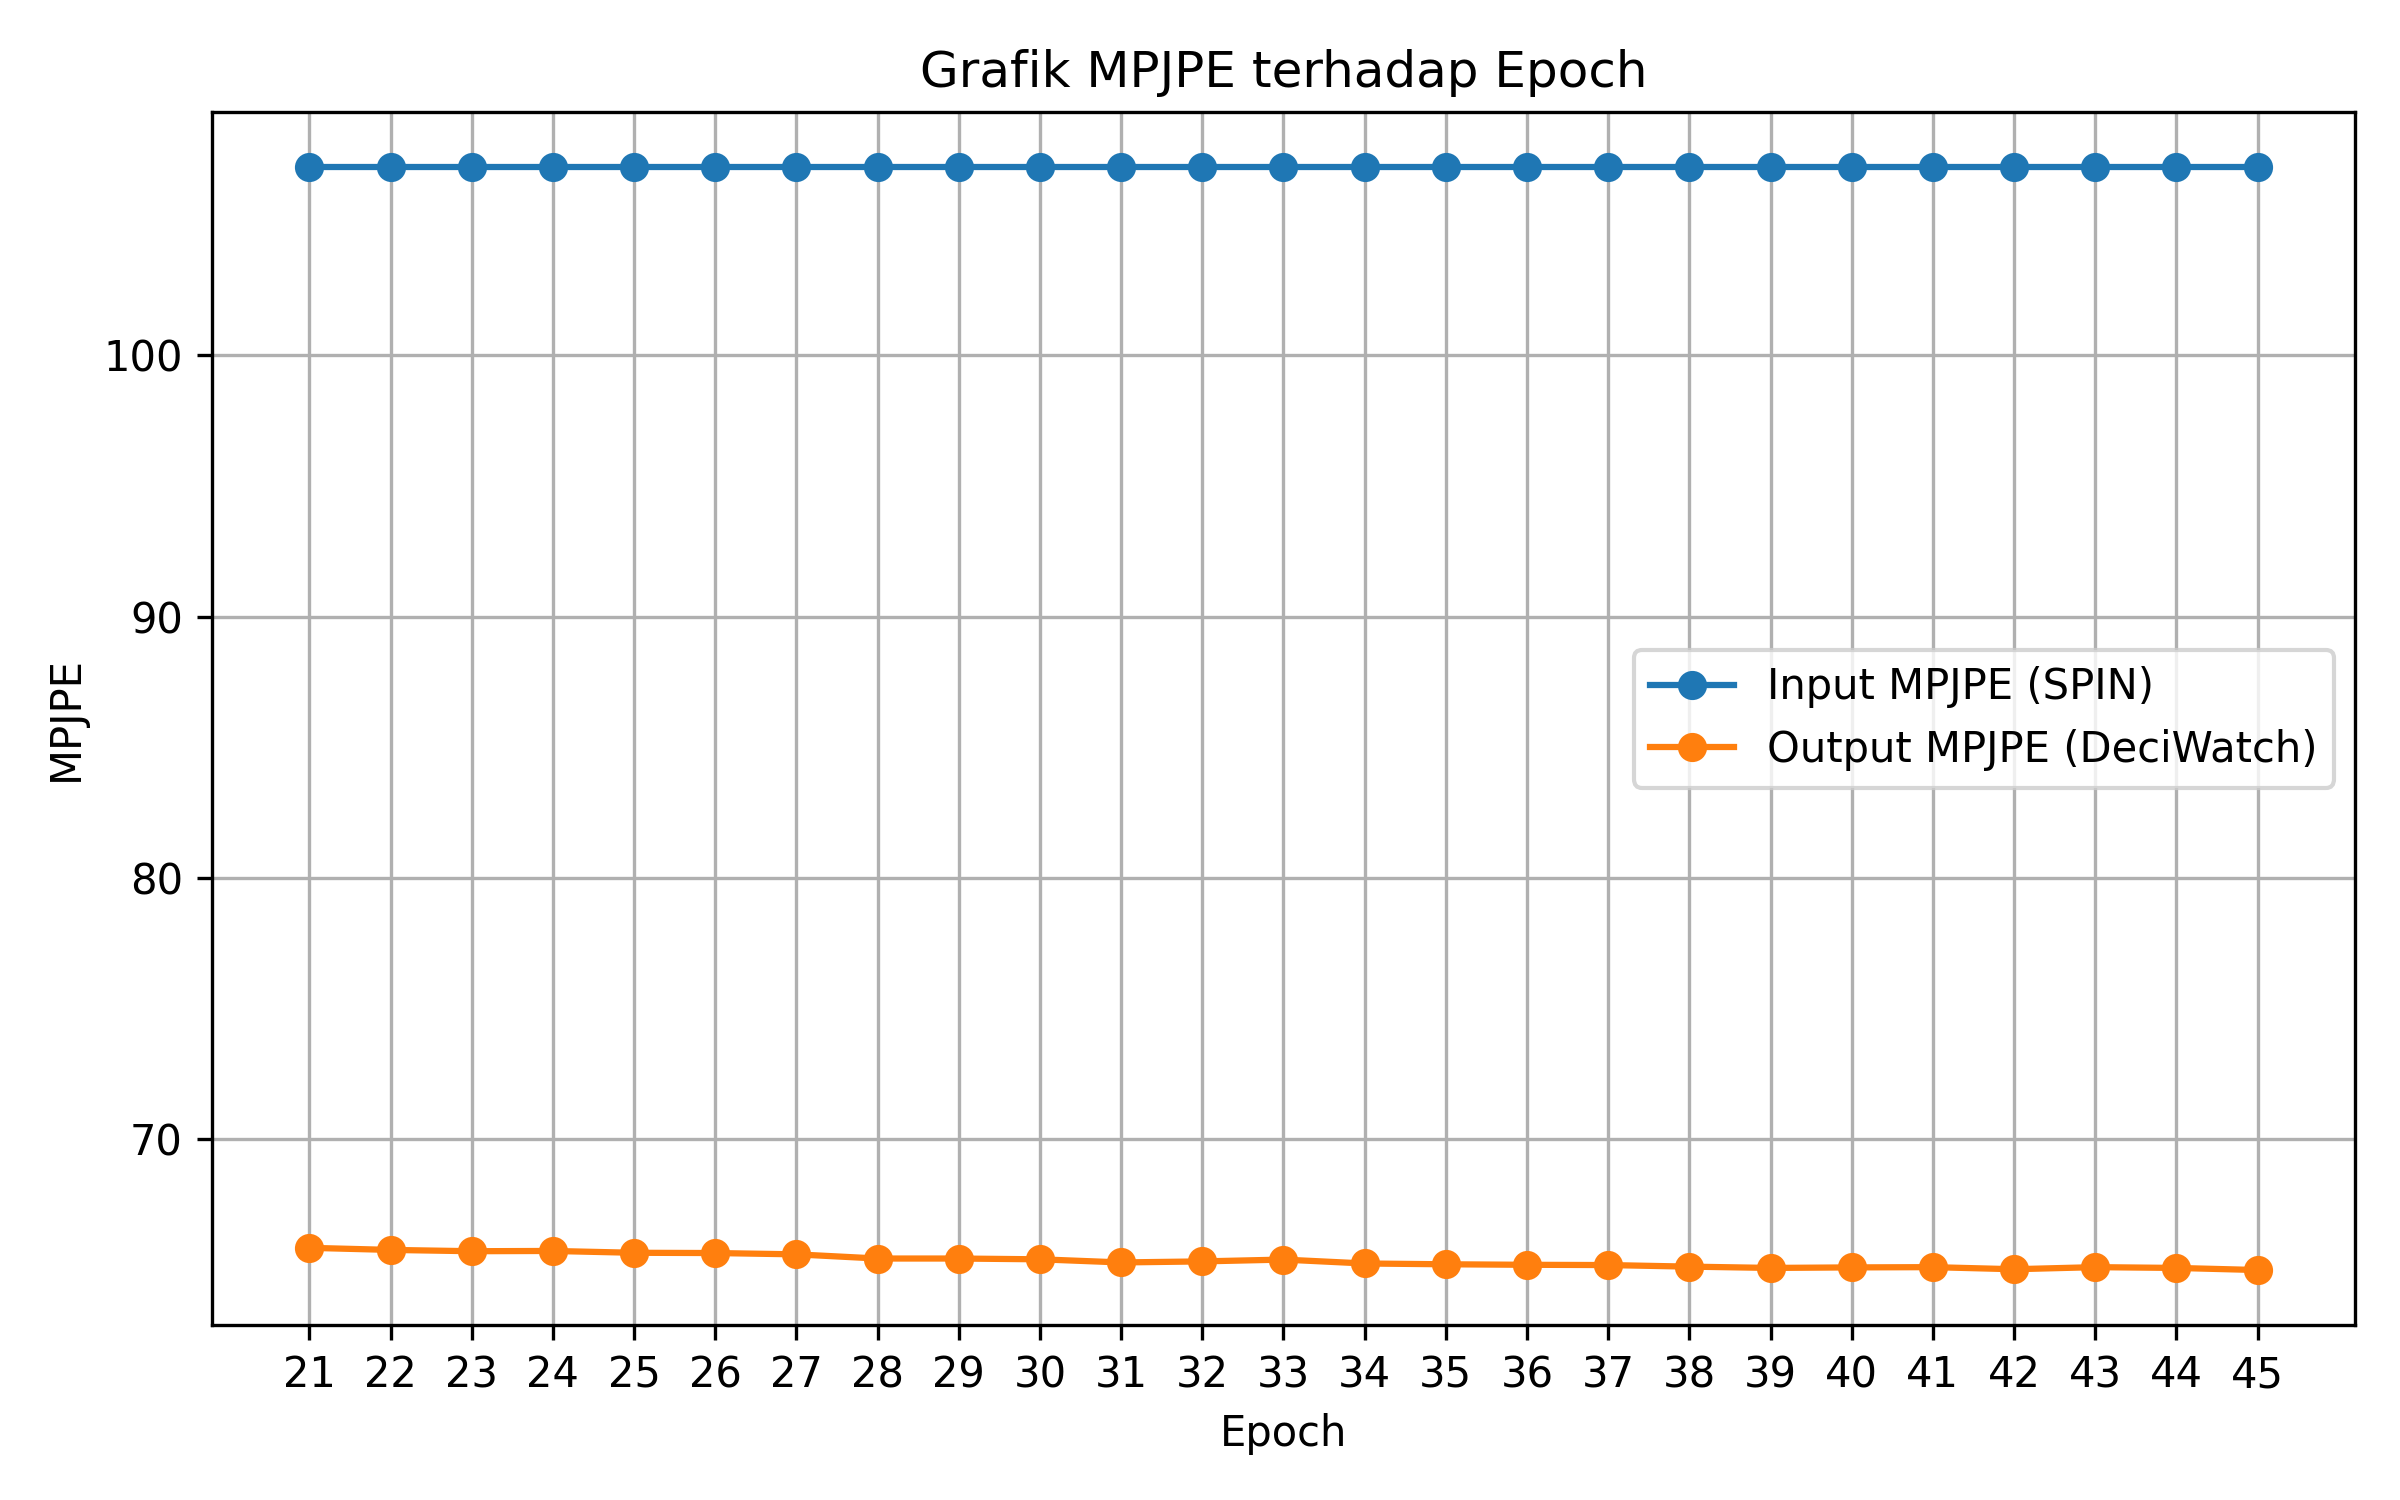 Grafik MPJPE terhadap Epoch
MPJPE
100
90
80
70
Input MPJPE (SPIN)
Output MPJPE (DeciWatch)
21 22 23 24 25 26 27 28 29 30 31 32 33 34 35 36 37 38 39 40 41 42 43 44 45
Epoch